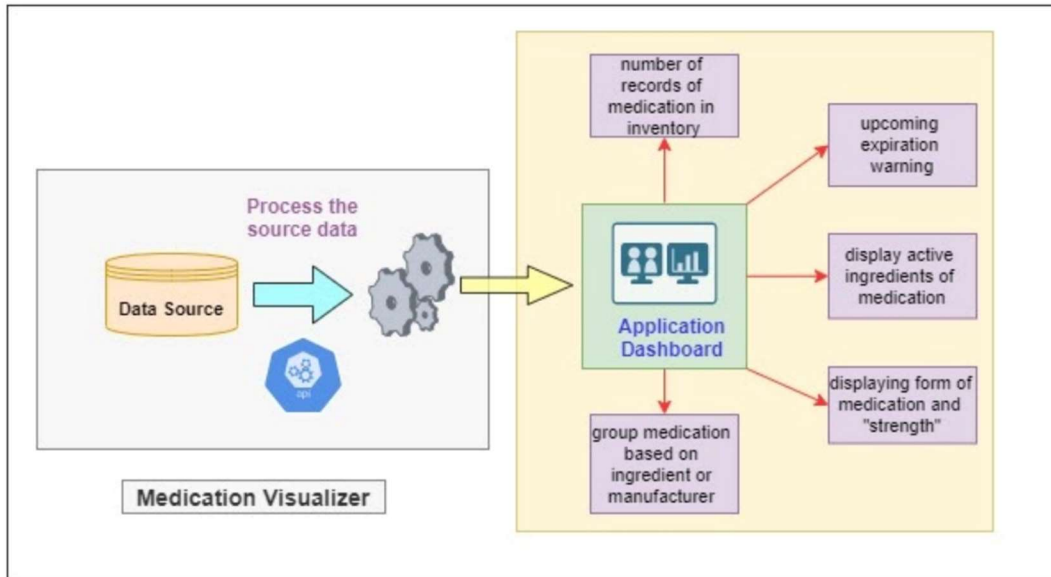 number of
records of
medication in
inventory
upcoming
expiration
warning
Process the
source data
Data Source
api
display active
ingredients of
medication
Application
Dashboard
displaying form of
medication and
"strength"
group medication
based on
ingredient or
manufacturer
Medication Visualizer